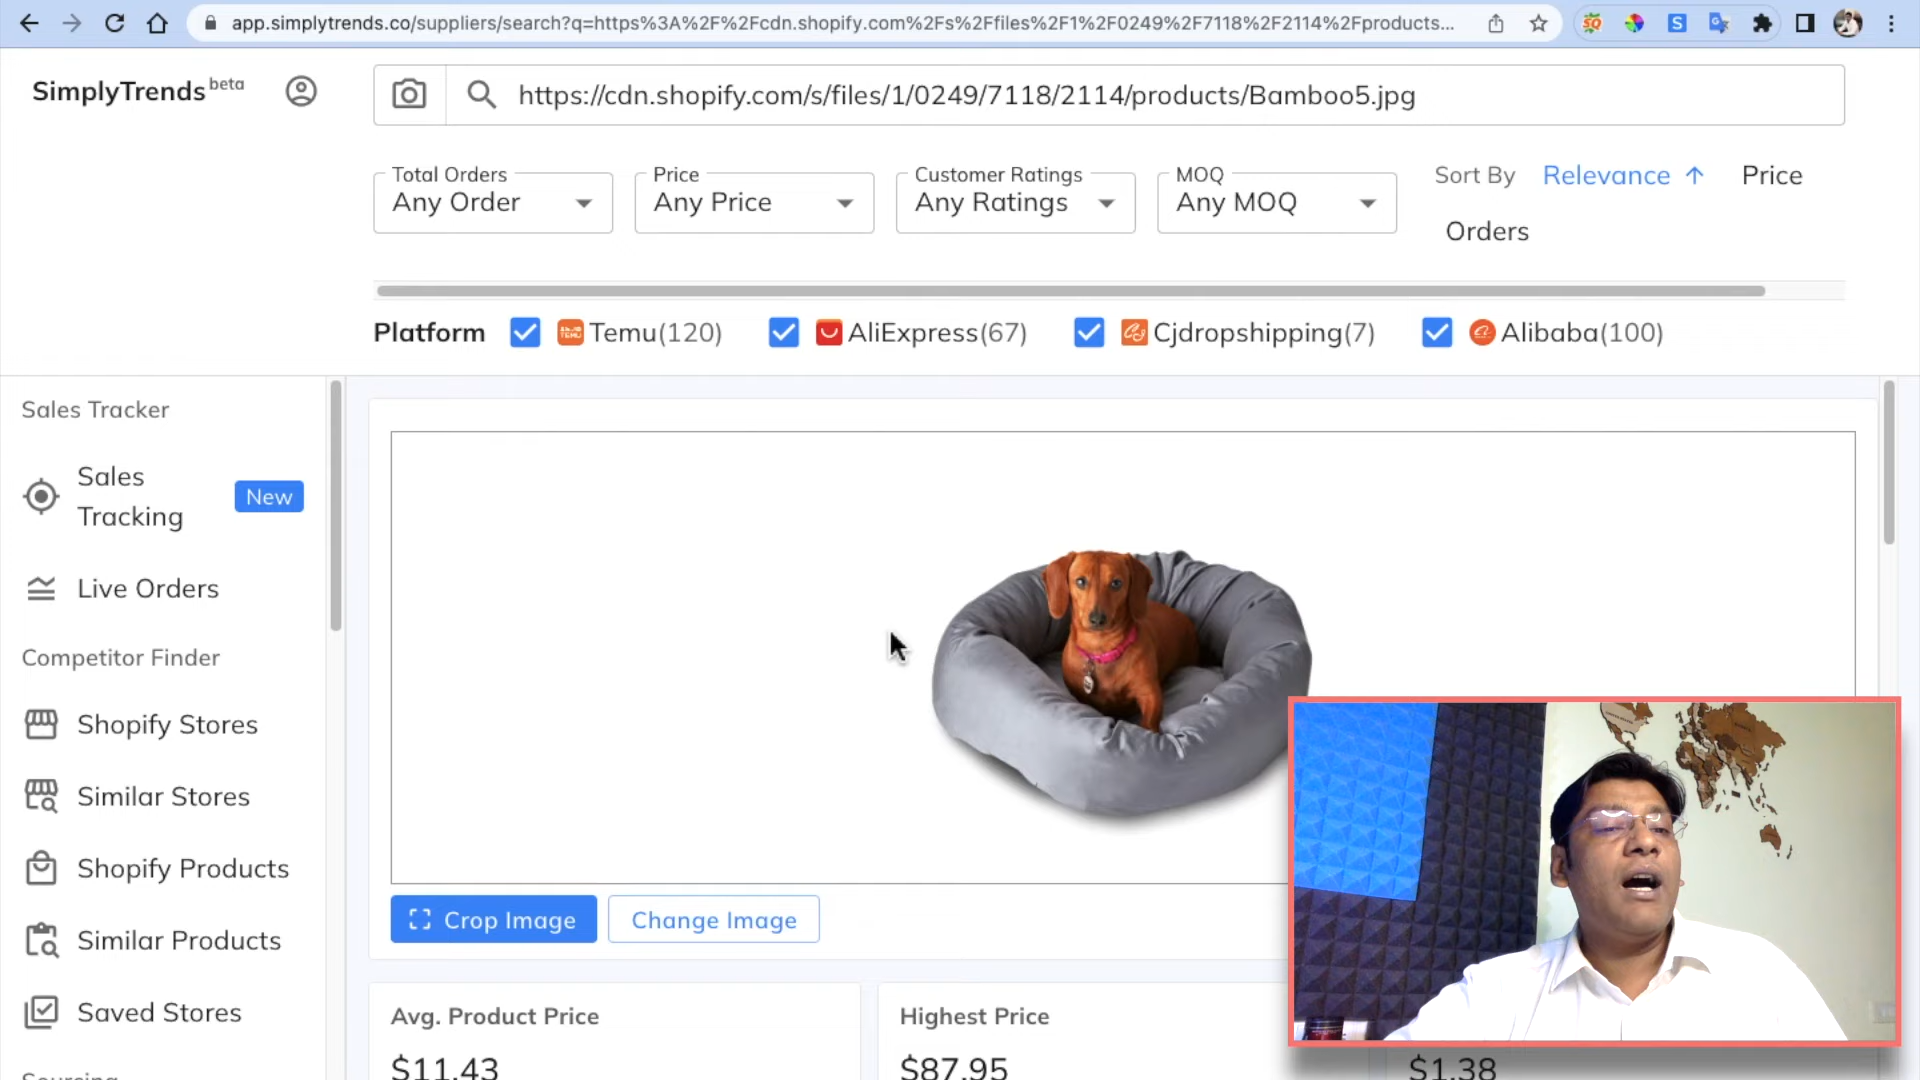 app.simplytrends.co/suppliers/search?q=https%3A%2F%2Fcdn.shopify.com%2Fs%2Ffiles%2F1%2F0249%2F7118%2F2114%2Fproducts...
SimplyTrends beta
https://cdn.shopify.com/s/files/1/0249/7118/2114/products/Bamboo5.jpg
Total Orders
Any Order
Price
Any Price
Customer Ratings
Any Ratings
MOQ
Any MOQ
Sort By Relevance Price
Orders
Platform Temu(120) AliExpress(67) Cjdropshipping(7) Alibaba(100)
Sales Tracker
Sales
Tracking
New
Live Orders
Competitor Finder
Shopify Stores
Similar Stores
Shopify Products
Similar Products
Saved Stores
Crop Image
Change Image
Avg. Product Price
$11.43
Highest Price
$87.95
$1.38